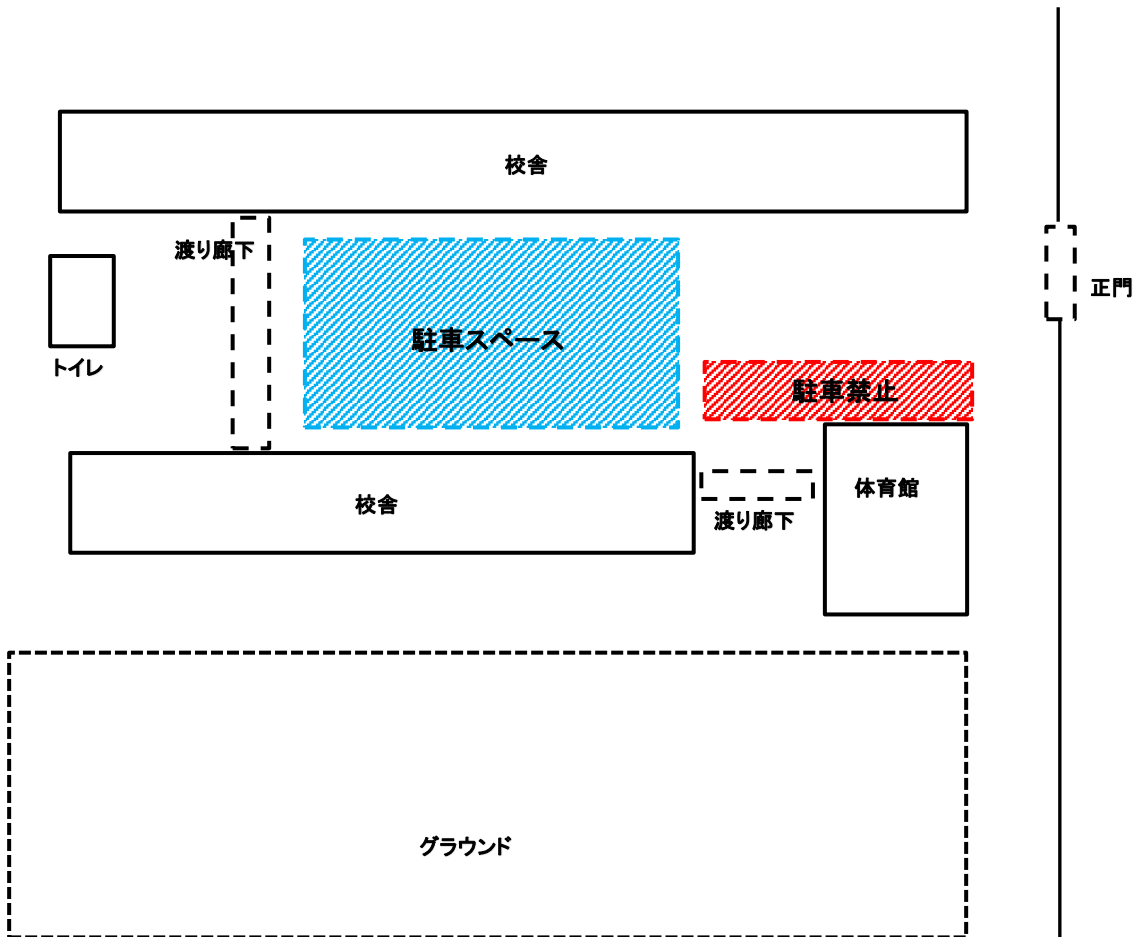 校舎
渡り廊下
正門
駐車スペース
トイレ
駐車禁止
体育館
校舎
渡り廊下
グラウンド